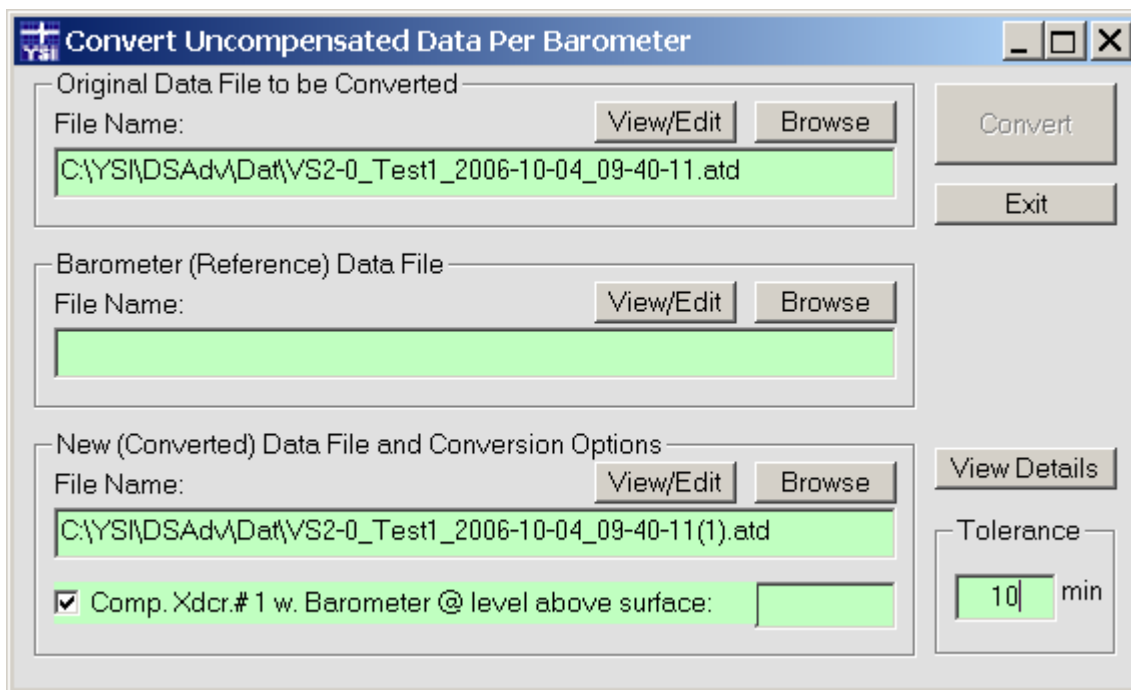 YSI Convert Uncompensated Data Per Barometer
Original Data File to be Converted
File Name: View/Edit Browse
C:\YSI\DSAdv\Dat\VS2-0_Test1_2006-10-04_09-40-11.atd
Convert
Exit
Barometer (Reference) Data File
File Name: View/Edit Browse
New (Converted) Data File and Conversion Options
File Name: View/Edit Browse
C:\YSI\DSAdv\Dat\VS2-0_Test1_2006-10-04_09-40-11(1).atd
Comp. Xdcr.# 1 w. Barometer @ level above surface:
View Details
Tolerance
10 min